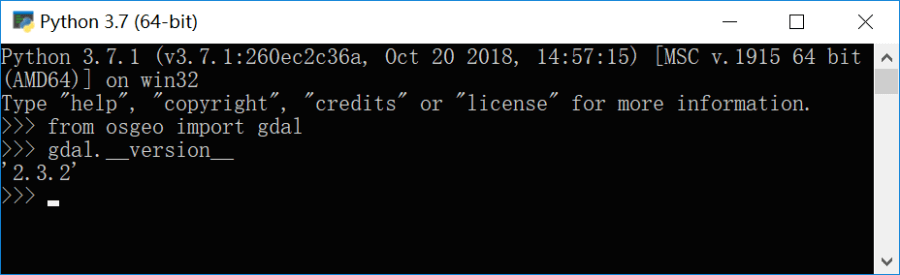 Python 3.7 (64-bit)
Python 3.7.1 (v3.7.1:260ec2c36a, Oct 20 2018, 14:57:15) [MSC v.1915 64 bit
(AMD64)] on win32
Type "help", "copyright", "credits" or "license" for more information.
>>> from osgeo import gdal
>>> gdal.__version__
'2.3.2'
>>>